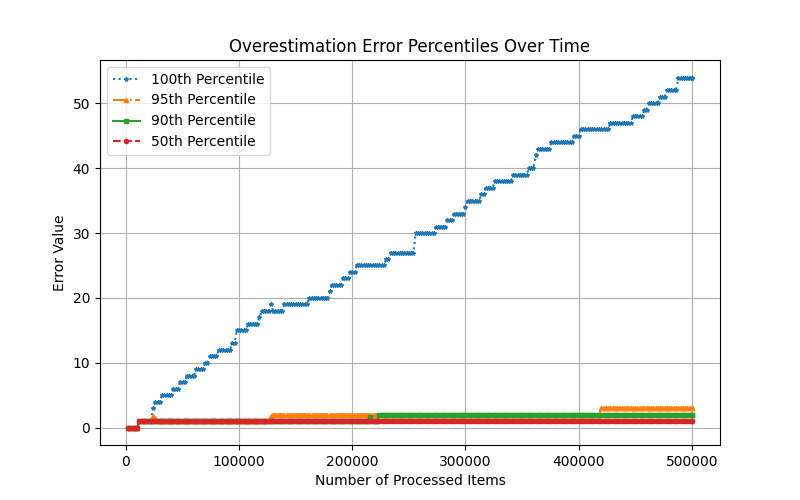 Overestimation Error Percentiles Over Time
100th Percentile
95th Percentile
90th Percentile
50th Percentile
Error Value
50
40
30
20
10
0
0 100000 200000 300000 400000 500000
Number of Processed Items